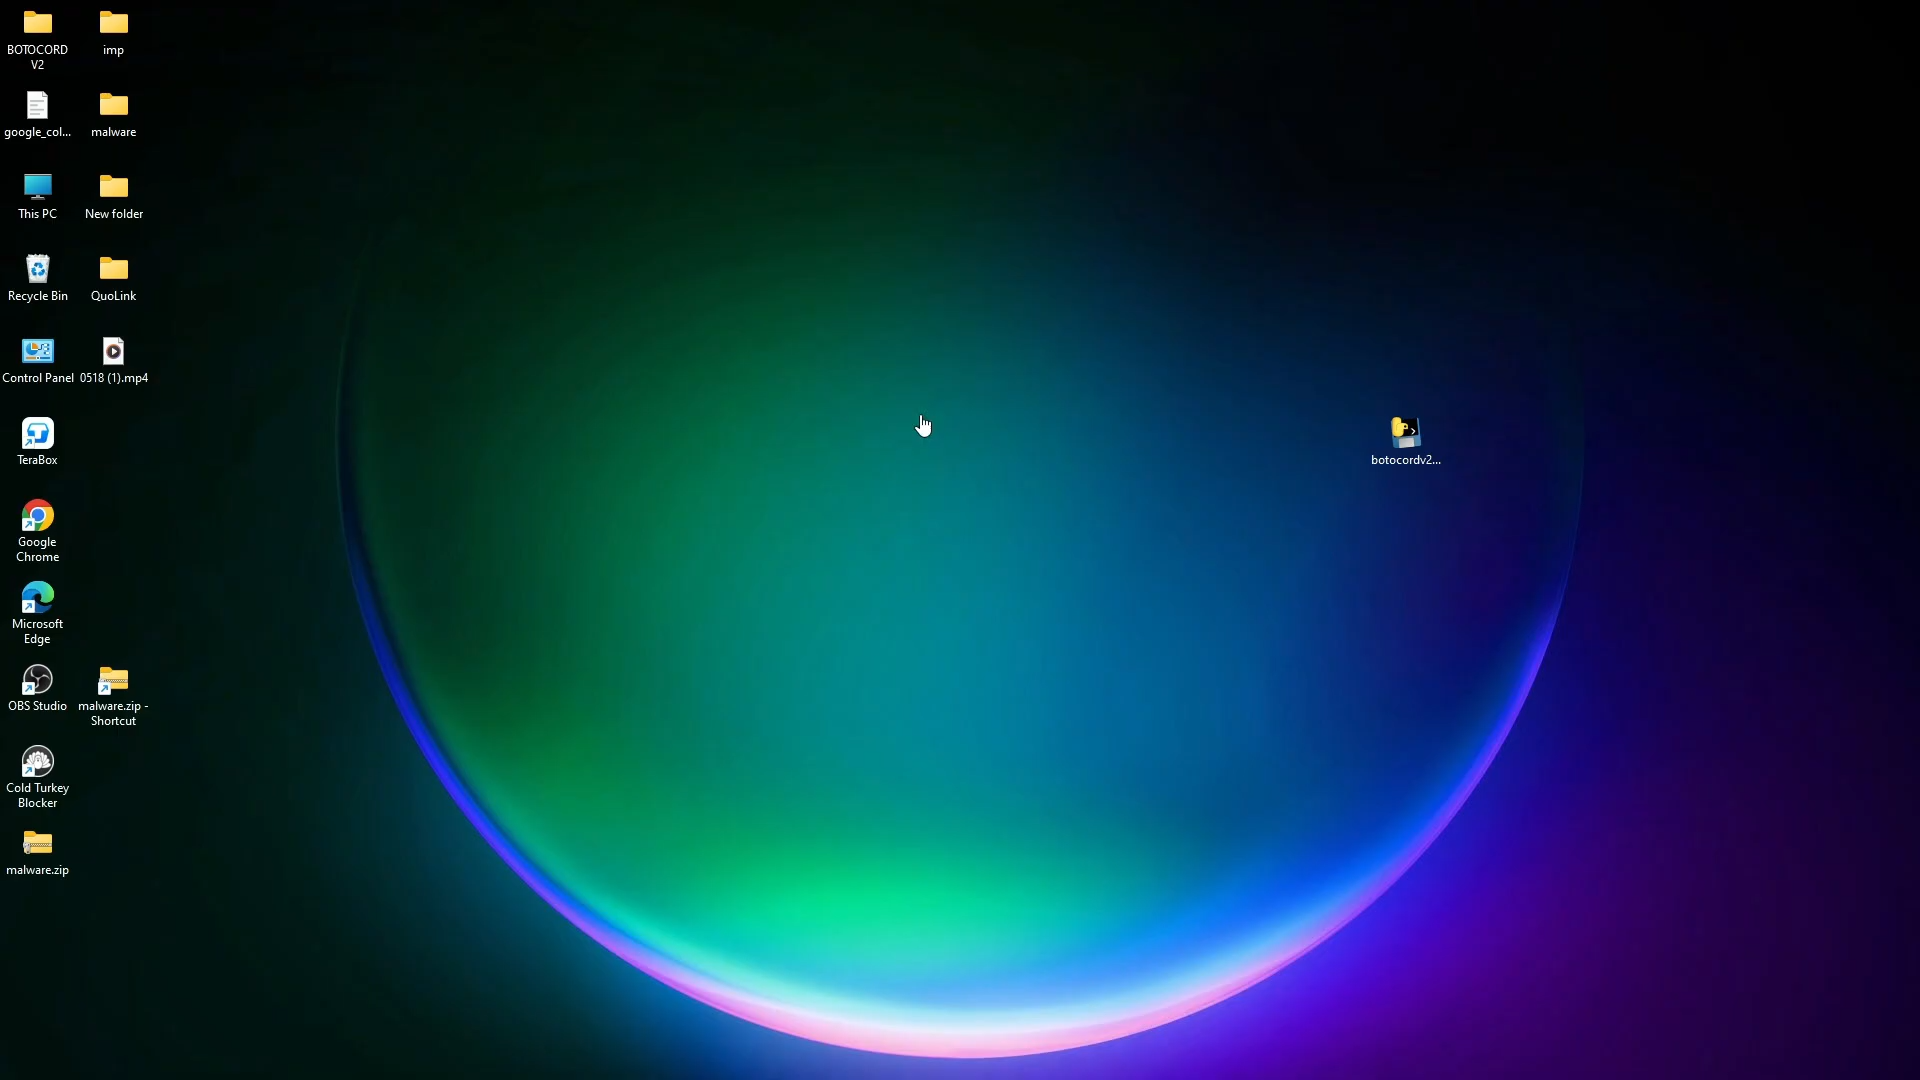 BOTOCORD
V2
imp
google_col...
malware
This PC
New folder
Recycle Bin
QuoLink
Control Panel
0518 (1).mp4
TeraBox
botocordv2...
Google
Chrome
Microsoft
Edge
OBS Studio
malware.zip -
Shortcut
Cold Turkey
Blocker
malware.zip